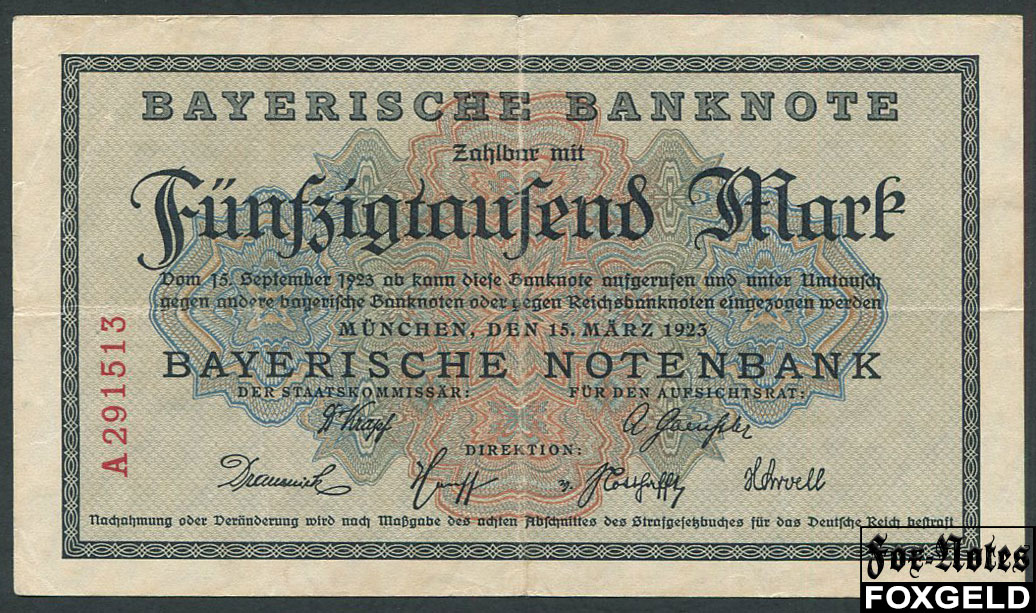 BAYERISCHE BANKNOTE
Zahlbar mit
Fünfzigtausend Mark
Vom 15. September 1923 ab kann diese Banknote aufgerufen und unter Umtausch
gegen andere bayerische Banknoten oder gegen Reichsbanknoten eingezogen werden
MÜNCHEN, DEN 15. MÄRZ 1923
BAYERISCHE NOTENBANK
DER STAATSKOMMISSÄR: FÜR DEN AUFSICHTSRAT:
DIREKTION:
Nachahmung oder Veränderung wird nach Maßgabe des achten Abschnittes des Strafgesetzbuches für das Deutsche Reich bestraft
A 291513
Fox-Notes
FOXGELD